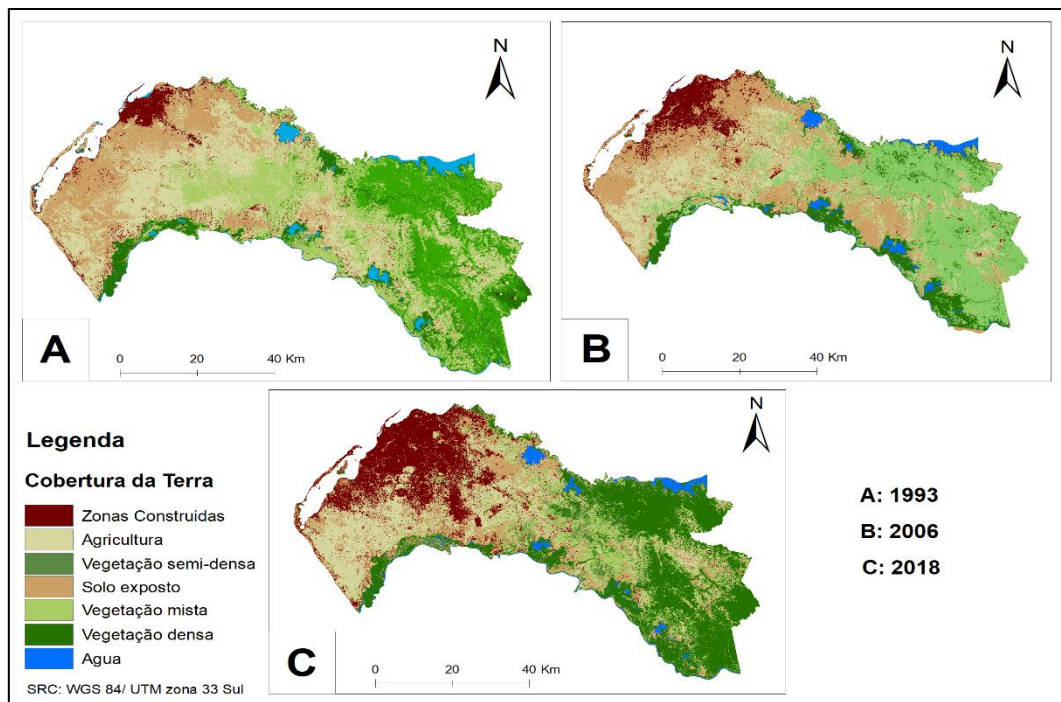 N
A
0 20 40 Km
N
B
0 20 40 Km
Legenda
Cobertura da Terra
Zonas Construidas
Agricultura
Vegetação semi-densa
Solo exposto
Vegetação mista
Vegetação densa
Agua
SRC: WGS 84/ UTM zona 33 Sul
N
C
0 20 40 Km
A: 1993
B: 2006
C: 2018